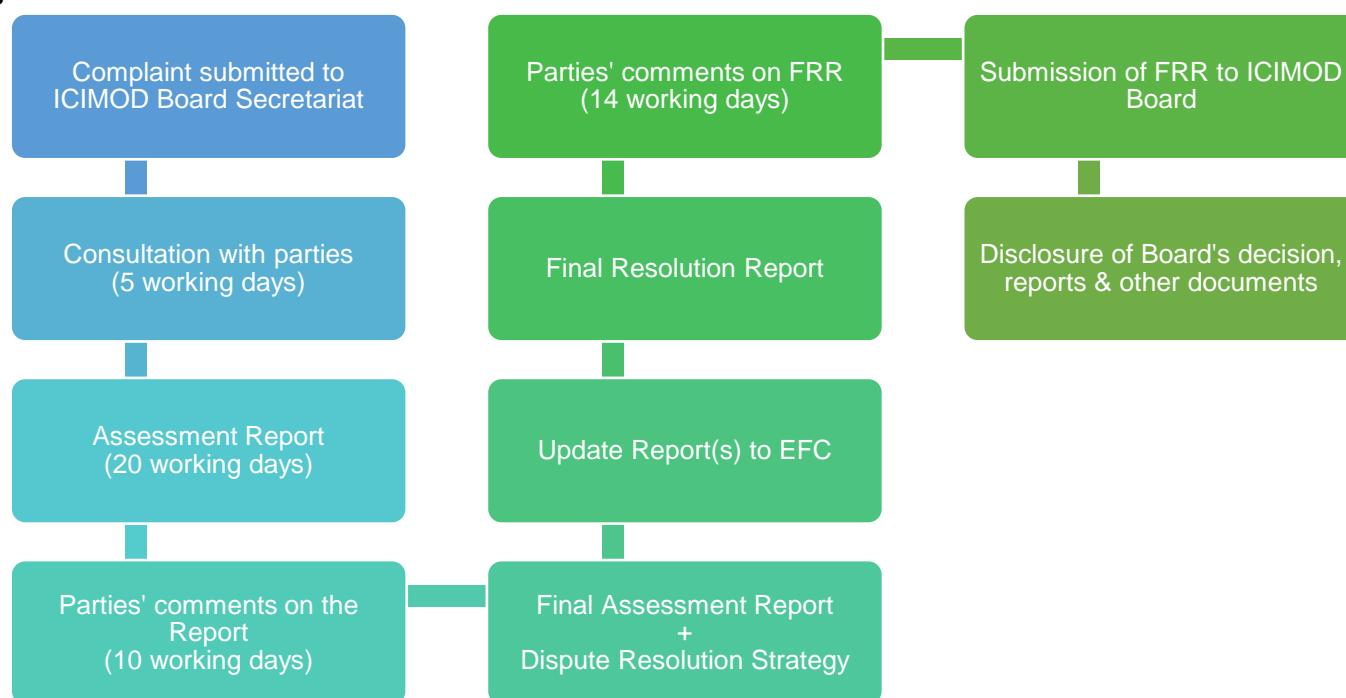 Complaint submitted to
ICIMOD Board Secretariat
Consultation with parties
(5 working days)
Assessment Report
(20 working days)
Parties' comments on the
Report
(10 working days)
Final Assessment Report
+
Dispute Resolution Strategy
Update Report(s) to EFC
Final Resolution Report
Parties' comments on FRR
(14 working days)
Submission of FRR to ICIMOD
Board
Disclosure of Board's decision,
reports & other documents